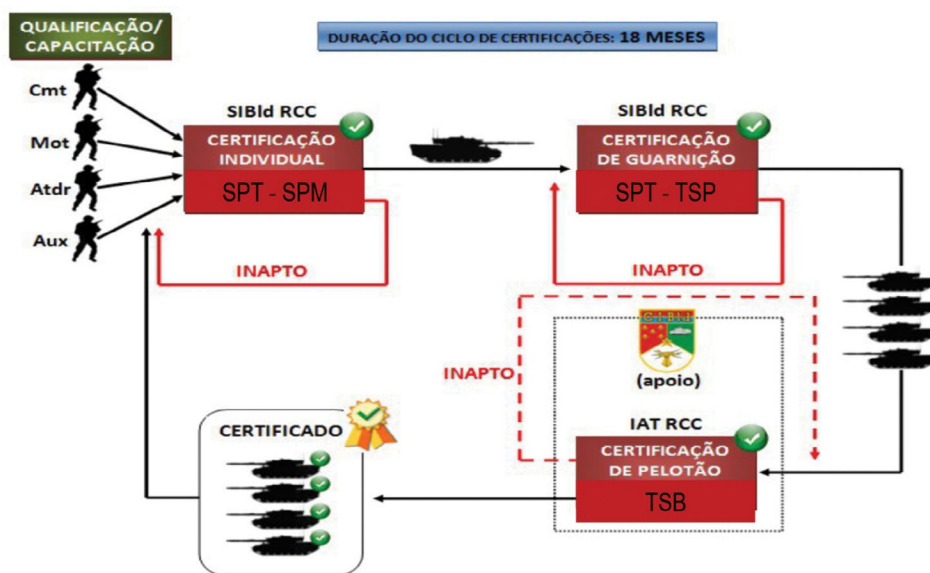 QUALIFICAÇÃO/
CAPACITAÇÃO
DURAÇÃO DO CICLO DE CERTIFICAÇÕES: 18 MESES
Cmt
Mot
Atdr
Aux
SIBld RCC
CERTIFICAÇÃO
INDIVIDUAL
SPT - SPM
INAPTO
SIBld RCC
CERTIFICAÇÃO
DE GUARNIÇÃO
SPT - TSP
INAPTO
INAPTO
C I Bld
(apoio)
IAT RCC
CERTIFICAÇÃO
DE PELOTÃO
TSB
CERTIFICADO